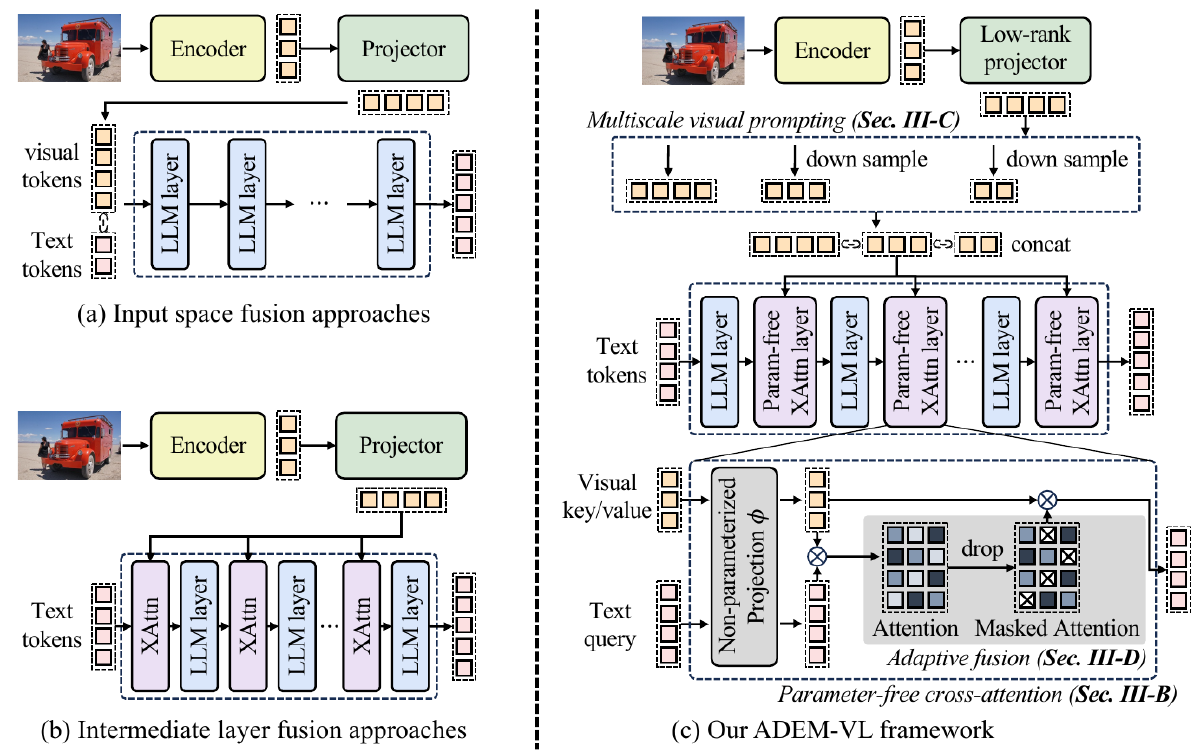 Encoder
Projector
visual
tokens
Text
tokens
LLM layer
LLM layer
...
LLM layer
(a) Input space fusion approaches
Encoder
Projector
Text
tokens
XAttn
LLM layer
XAttn
LLM layer
...
XAttn
LLM layer
(b) Intermediate layer fusion approaches
Encoder
Low-rank
projector
Multiscale visual prompting (Sec. III-C)
down sample
down sample
concat
Text
tokens
LLM layer
Param-free
XAttn layer
LLM layer
Param-free
XAttn layer
...
LLM layer
Param-free
XAttn layer
Visual
key/value
Text
query
Non-parameterized
Projection ϕ
drop
Attention
Masked Attention
Adaptive fusion (Sec. III-D)
Parameter-free cross-attention (Sec. III-B)
(c) Our ADEM-VL framework